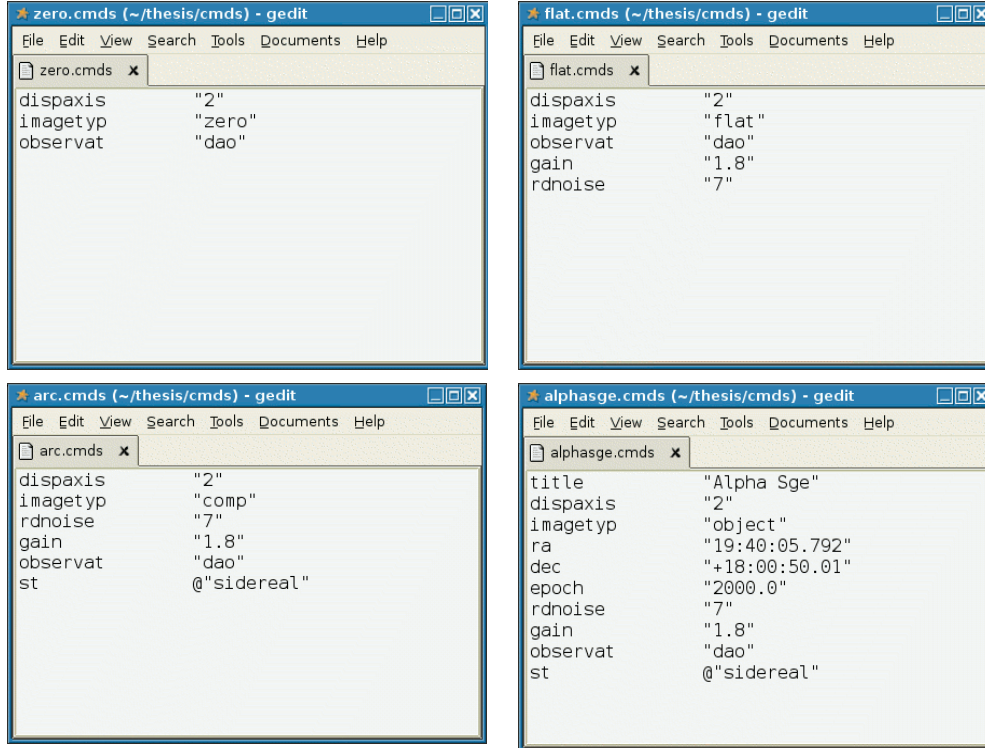 zero.cmds (~/thesis/cmds) - gedit
File Edit View Search Tools Documents Help
zero.cmds
dispaxis "2"
imagetyp "zero"
observat "dao"
flat.cmds (~/thesis/cmds) - gedit
File Edit View Search Tools Documents Help
flat.cmds
dispaxis "2"
imagetyp "flat"
observat "dao"
gain "1.8"
rdnoise "7"
arc.cmds (~/thesis/cmds) - gedit
File Edit View Search Tools Documents Help
arc.cmds
dispaxis "2"
imagetyp "comp"
rdnoise "7"
gain "1.8"
observat "dao"
st @"sidereal"
alphasge.cmds (~/thesis/cmds) - gedit
File Edit View Search Tools Documents Help
alphasge.cmds
title "Alpha Sge"
dispaxis "2"
imagetyp "object"
ra "19:40:05.792"
dec "+18:00:50.01"
epoch "2000.0"
rdnoise "7"
gain "1.8"
observat "dao"
st @"sidereal"